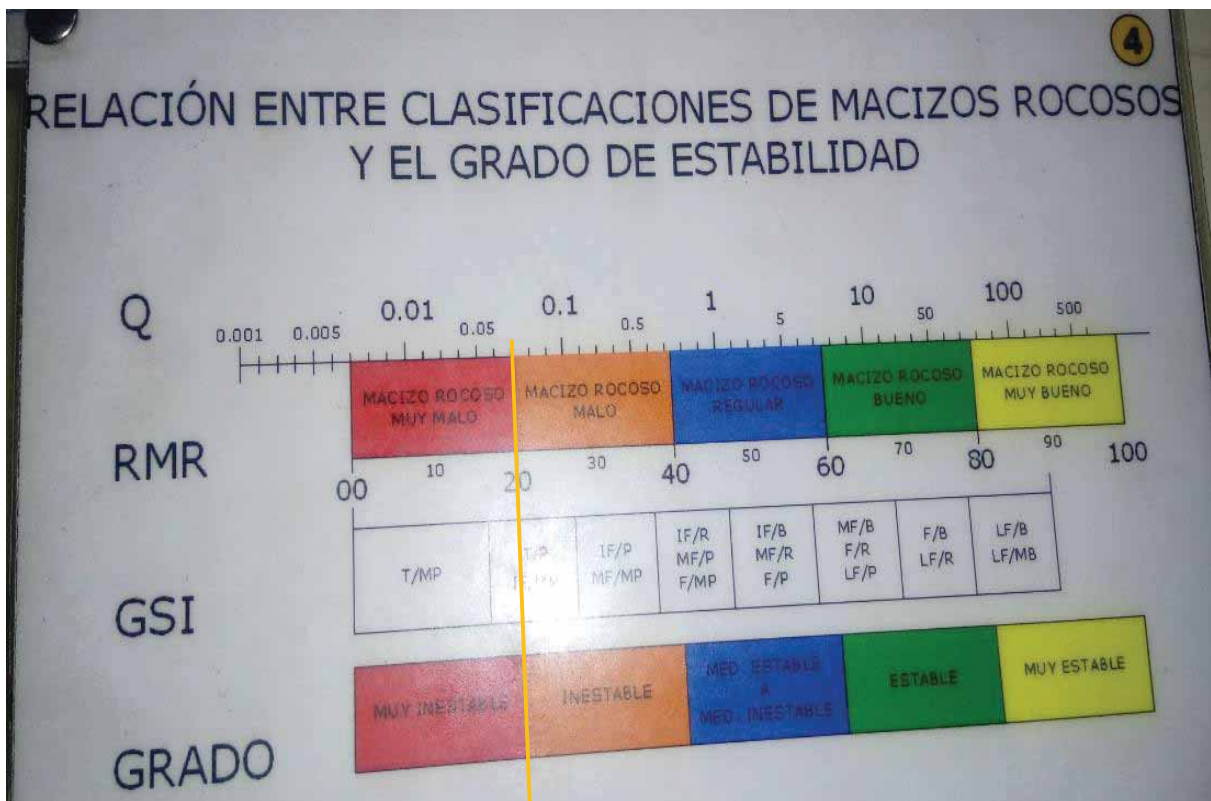 4
RELACIÓN ENTRE CLASIFICACIONES DE MACIZOS ROCOSOS
Y EL GRADO DE ESTABILIDAD
Q
0.001 0.005 0.01 0.05 0.1 0.5 1 5 10 50 100 500
MACIZO ROCOSO
MUY MALO
MACIZO ROCOSO
MALO
MACIZO ROCOSO
REGULAR
MACIZO ROCOSO
BUENO
MACIZO ROCOSO
MUY BUENO
RMR
00 10 20 30 40 50 60 70 80 90 100
GSI
T/MP
T/P
IF/P
MF/MP
IF/R
MF/P
F/MP
IF/B
MF/R
F/P
MF/B
F/R
LF/P
F/B
LF/R
LF/B
LF/MB
GRADO
MUY INESTABLE
INESTABLE
MED. ESTABLE
A
MED. INESTABLE
ESTABLE
MUY ESTABLE